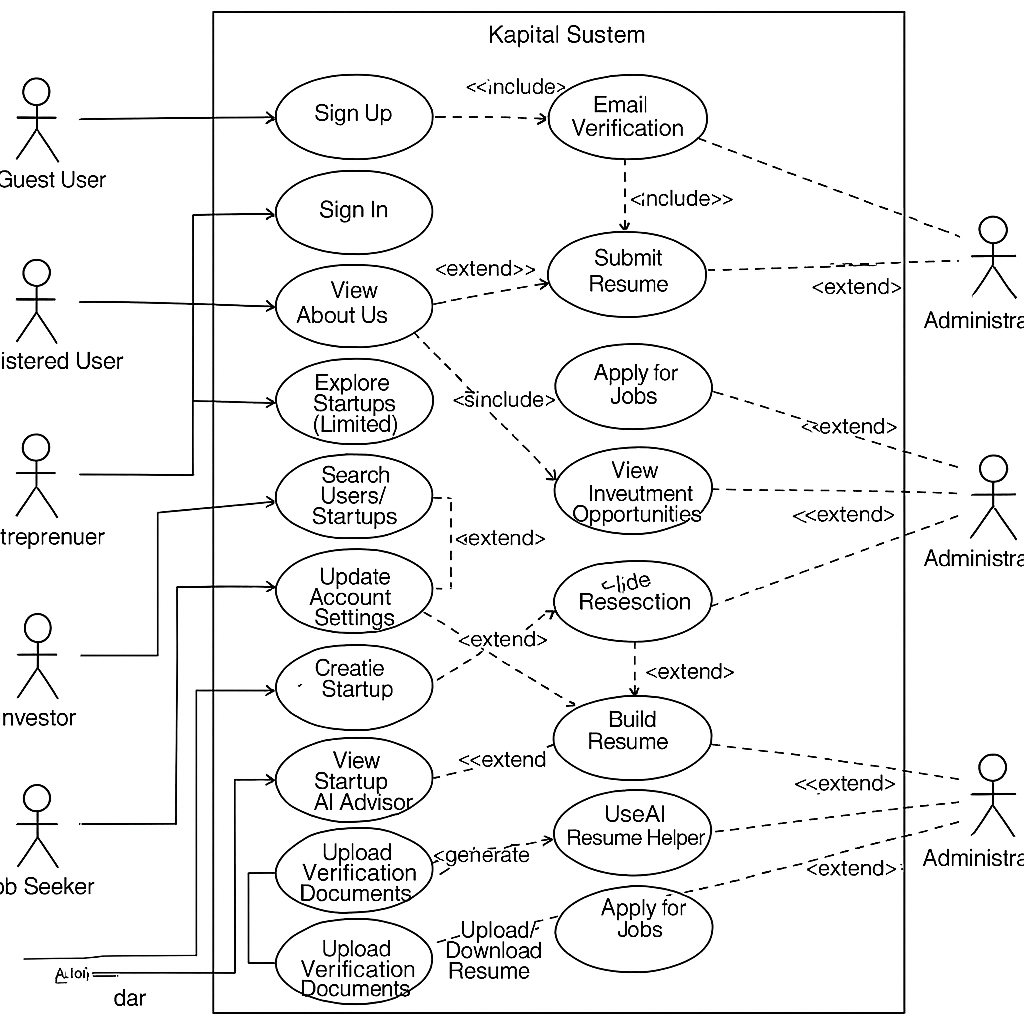 Kapital Sustem
Sign Up
<<include>
Email
Verification
Guest User
Sign In
<include>>
View
About Us
<extend>>
Submit
Resume
<extend>
Administra
istered User
Explore
Startups
(Limited)
<sinclude>
Apply for
Jobs
<<extend>
Search
Users/
Startups
<extend>
View
Inveutment
Opportunities
<<extend>
treprenuer
Administra
Update
Account
Settings
<extend>
Resesction
Creatie
Startup
<extend>
nvestor
Build
Resume
View
Startup
AI Advisor
<<extend
<<extend>
UseAI
Resume Helper
ob Seeker
Administra
Upload
Verification
Documents
<generate
<extend>
Apply for
Jobs
Upload
Verification
Documents
Upload/
Download
Resume
dar